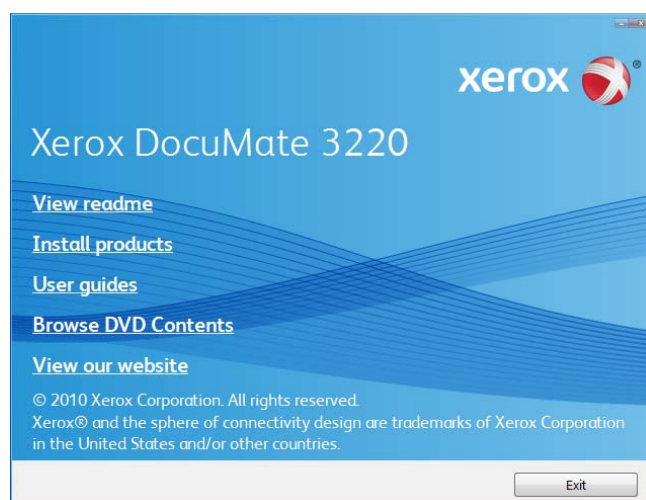 xerox ®
Xerox DocuMate 3220
View readme
Install products
User guides
Browse DVD Contents
View our website
© 2010 Xerox Corporation. All rights reserved.
Xerox® and the sphere of connectivity design are trademarks of Xerox Corporation
in the United States and/or other countries.
Exit